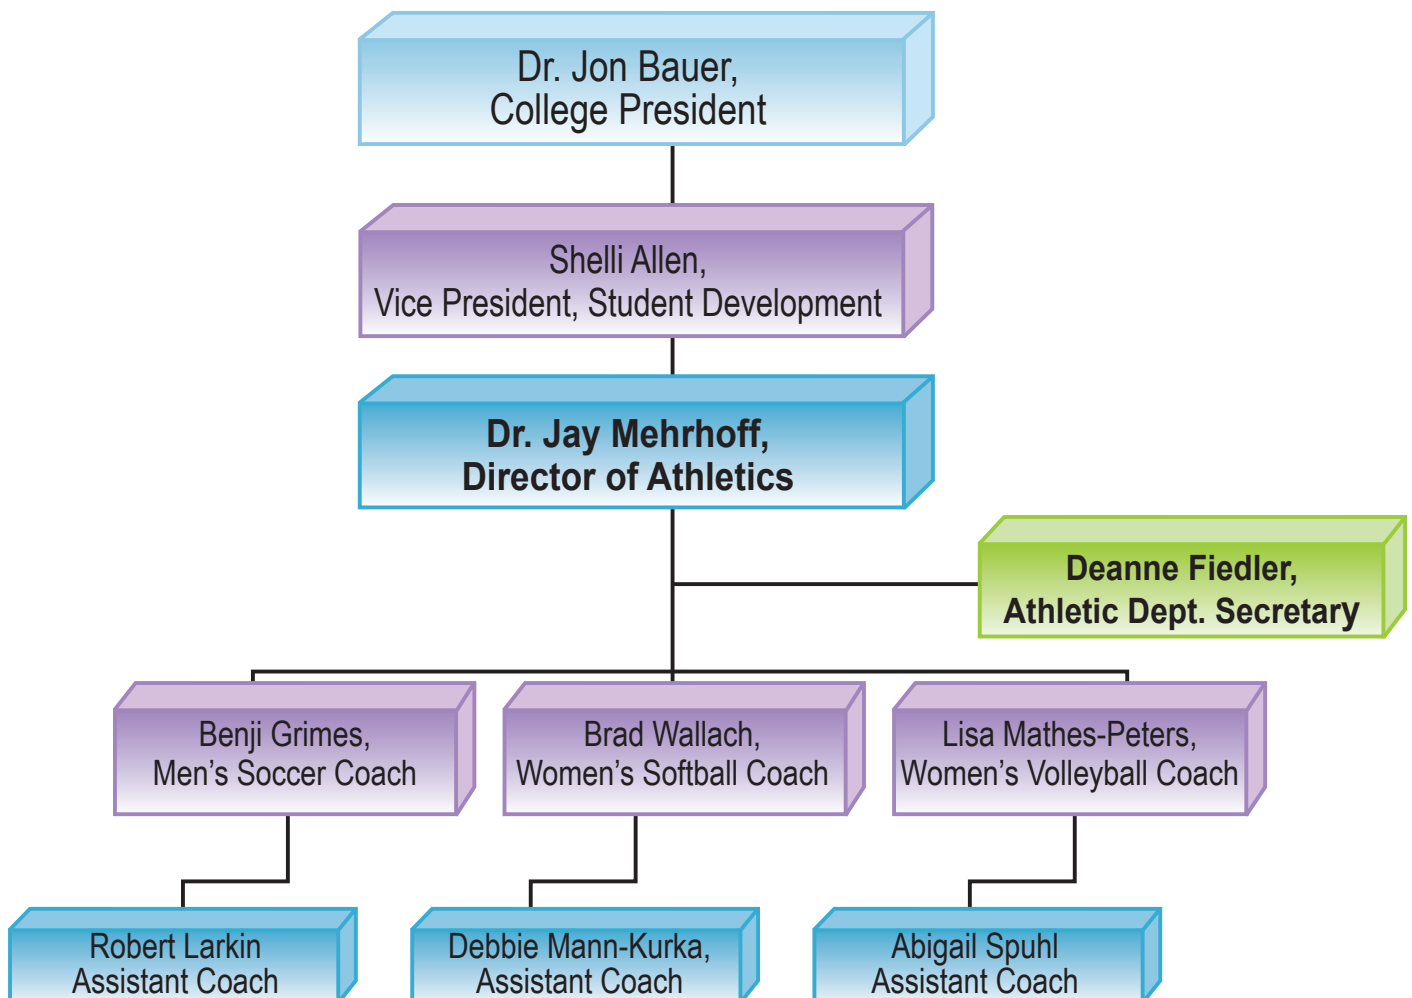 Dr. Jon Bauer,
College President
Shelli Allen,
Vice President, Student Development
Dr. Jay Mehrhoff,
Director of Athletics
Deanne Fiedler,
Athletic Dept. Secretary
Benji Grimes,
Men’s Soccer Coach
Brad Wallach,
Women’s Softball Coach
Lisa Mathes-Peters,
Women’s Volleyball Coach
Robert Larkin
Assistant Coach
Debbie Mann-Kurka,
Assistant Coach
Abigail Spuhl
Assistant Coach